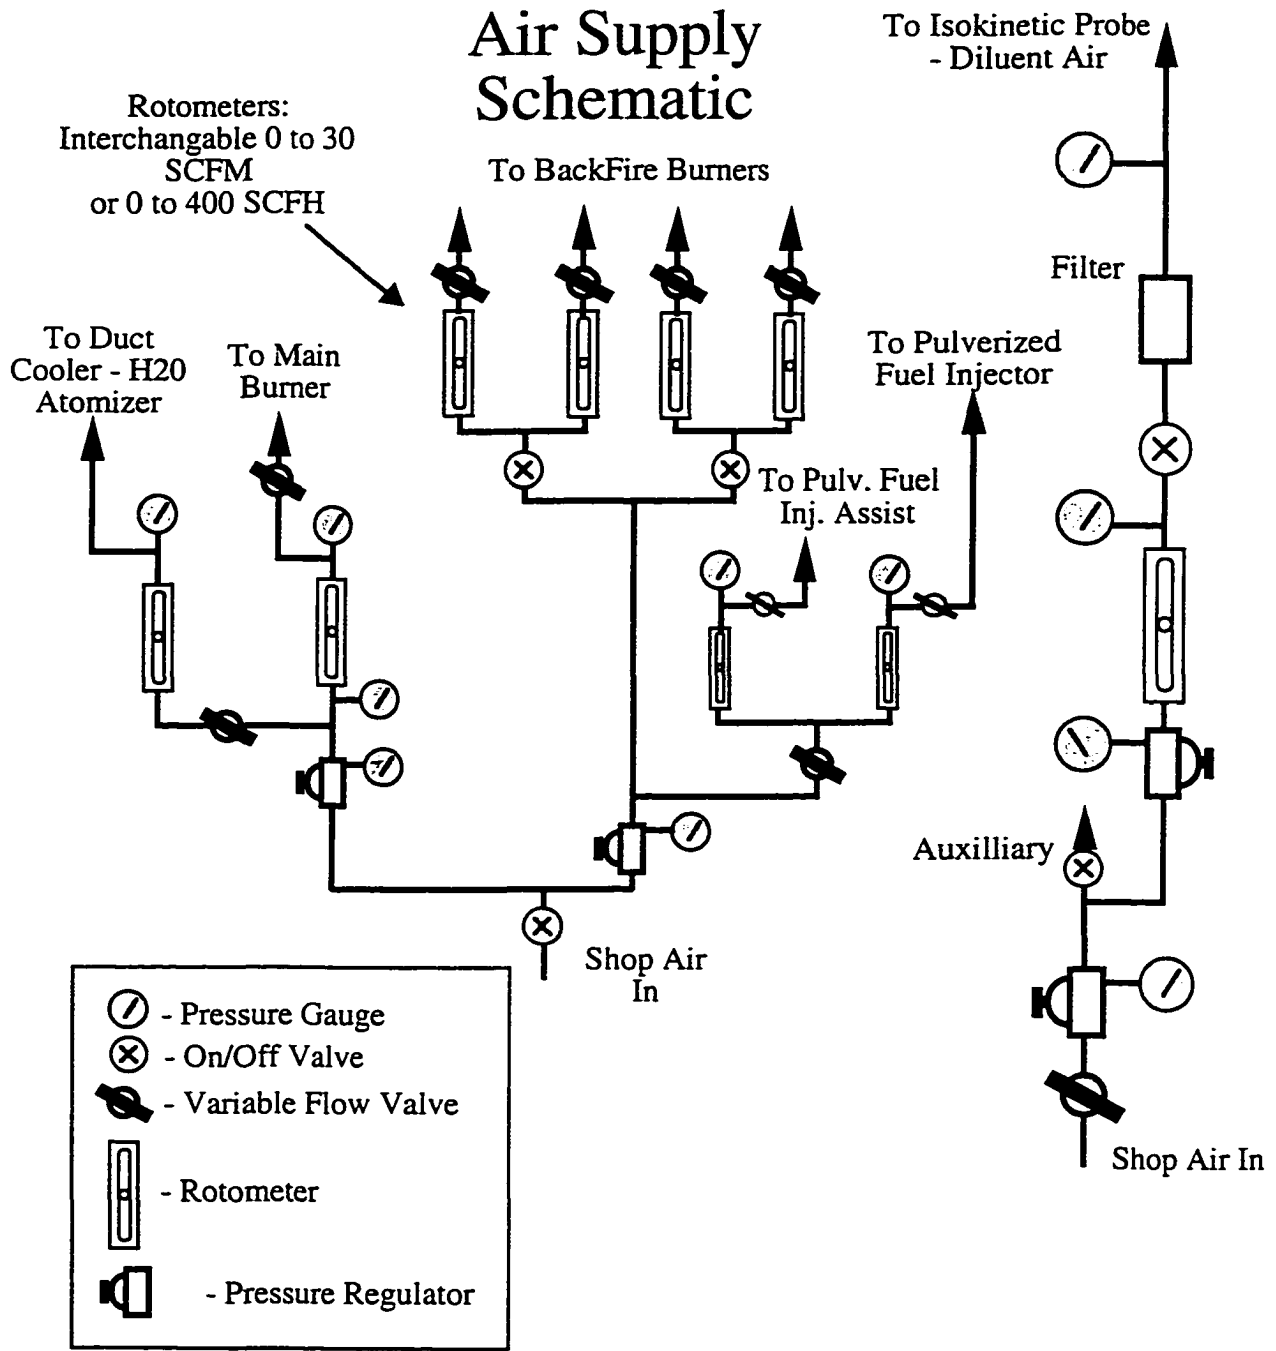 Air Supply
Schematic
To Isokinetic Probe
- Diluent Air
Rotometers:
Interchangable 0 to 30
SCFM
or 0 to 400 SCFH
To BackFire Burners
Filter
To Duct
Cooler - H20
Atomizer
To Main
Burner
To Pulverized
Fuel Injector
To Pulv. Fuel
Inj. Assist
Auxilliary
Shop Air
In
- Pressure Gauge
- On/Off Valve
- Variable Flow Valve
- Rotometer
- Pressure Regulator
Shop Air In